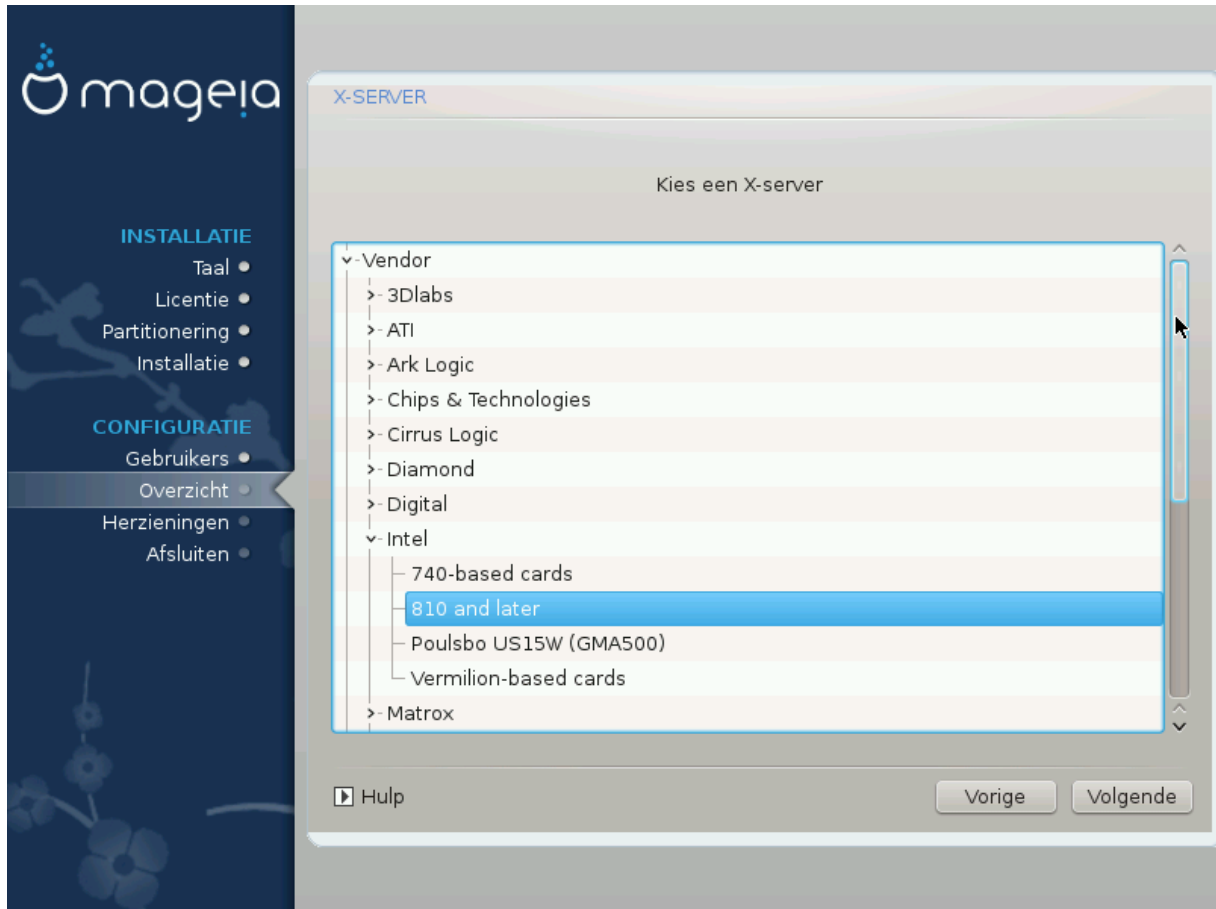 mageia
INSTALLATIE
Taal
Licentie
Partitionering
Installatie
CONFIGURATIE
Gebruikers
Overzicht
Herzieningen
Afsluiten
X-SERVER
Kies een X-server
Vendor
3Dlabs
ATI
Ark Logic
Chips & Technologies
Cirrus Logic
Diamond
Digital
Intel
740-based cards
810 and later
Poulsbo US15W (GMA500)
Vermilion-based cards
Matrox
Hulp
Vorige
Volgende